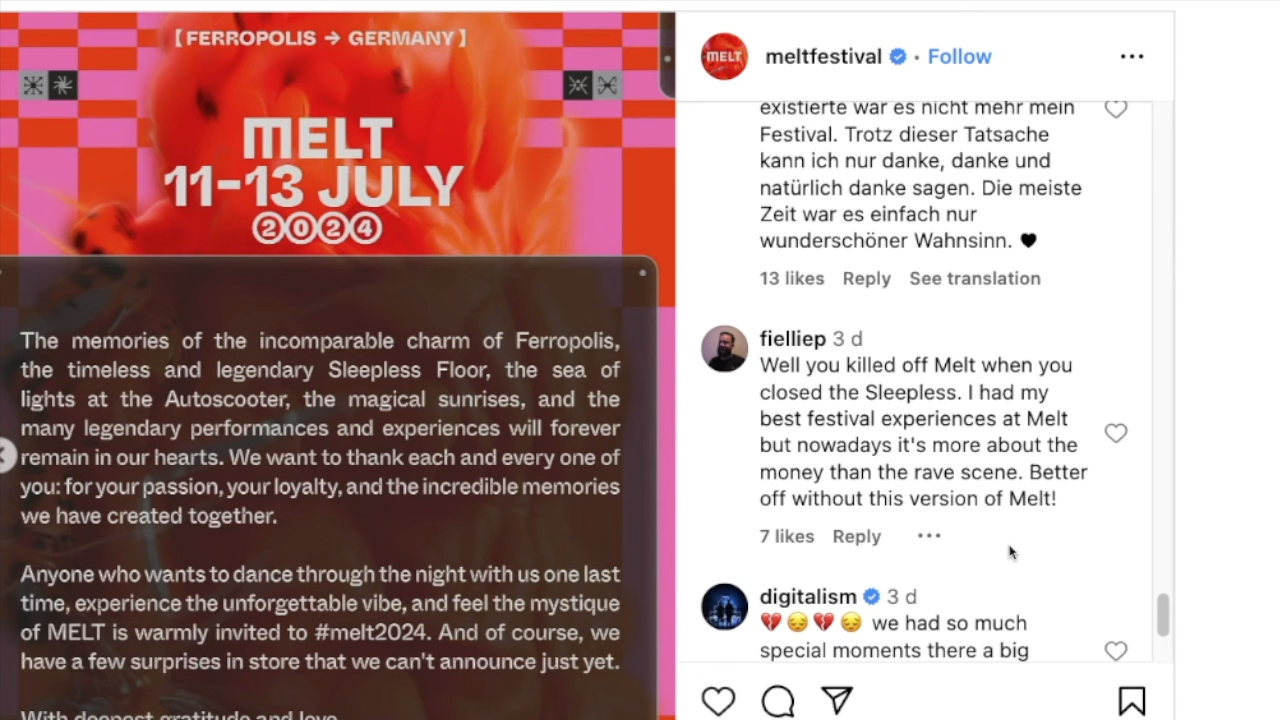 [FERROPOLIS → GERMANY]
MELT
11-13 JULY
2024
The memories of the incomparable charm of Ferropolis,
the timeless and legendary Sleepless Floor, the sea of
lights at the Autoscooter, the magical sunrises, and the
many legendary performances and experiences will forever
remain in our hearts. We want to thank each and every one of
you: for your passion, your loyalty, and the incredible memories
we have created together.
Anyone who wants to dance through the night with us one last
time, experience the unforgettable vibe, and feel the mystique
of MELT is warmly invited to #melt2024. And of course, we
have a few surprises in store that we can't announce just yet.
With deepest gratitude and love
MELT
meltfestival • Follow
existierte war es nicht mehr mein
Festival. Trotz dieser Tatsache
kann ich nur danke, danke und
natürlich danke sagen. Die meiste
Zeit war es einfach nur
wunderschöner Wahnsinn. 🖤
13 likes Reply See translation
fielliep 3 d
Well you killed off Melt when you
closed the Sleepless. I had my
best festival experiences at Melt
but nowadays it's more about the
money than the rave scene. Better
off without this version of Melt!
7 likes Reply •••
digitalism 3 d
💔😔💔😔 we had so much
special moments there a big